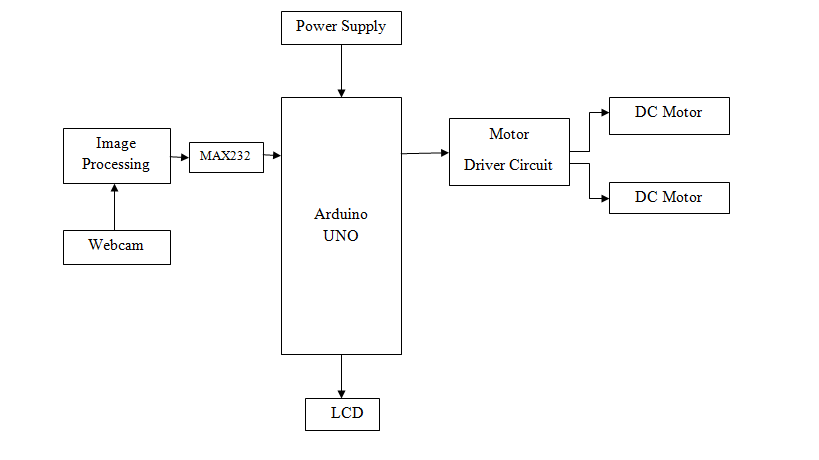 Power Supply
Image
Processing
MAX232
Webcam
Arduino
UNO
Motor
Driver Circuit
DC Motor
DC Motor
LCD